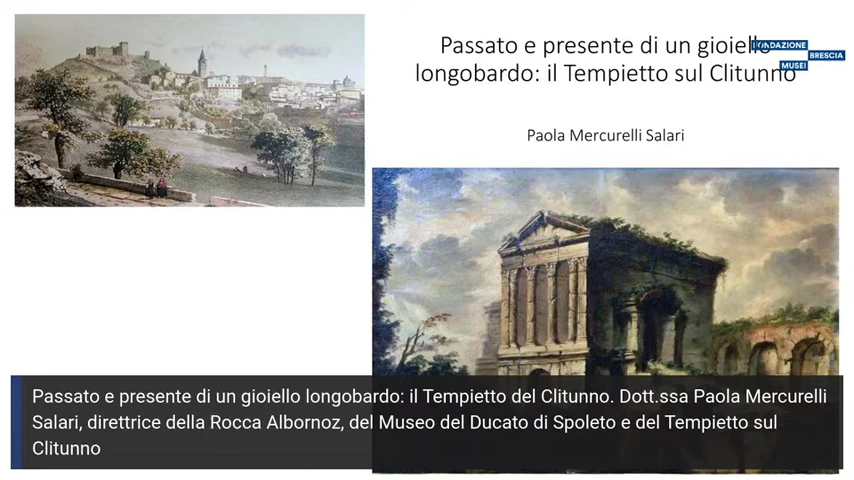 Passato e presente di un gioiello
longobardo: il Tempietto sul Clitunno
FONDAZIONE
BRESCIA
MUSEI
Paola Mercurelli Salari
Passato e presente di un gioiello longobardo: il Tempietto del Clitunno. Dott.ssa Paola Mercurelli
Salari, direttrice della Rocca Albornoz, del Museo del Ducato di Spoleto e del Tempietto sul
Clitunno